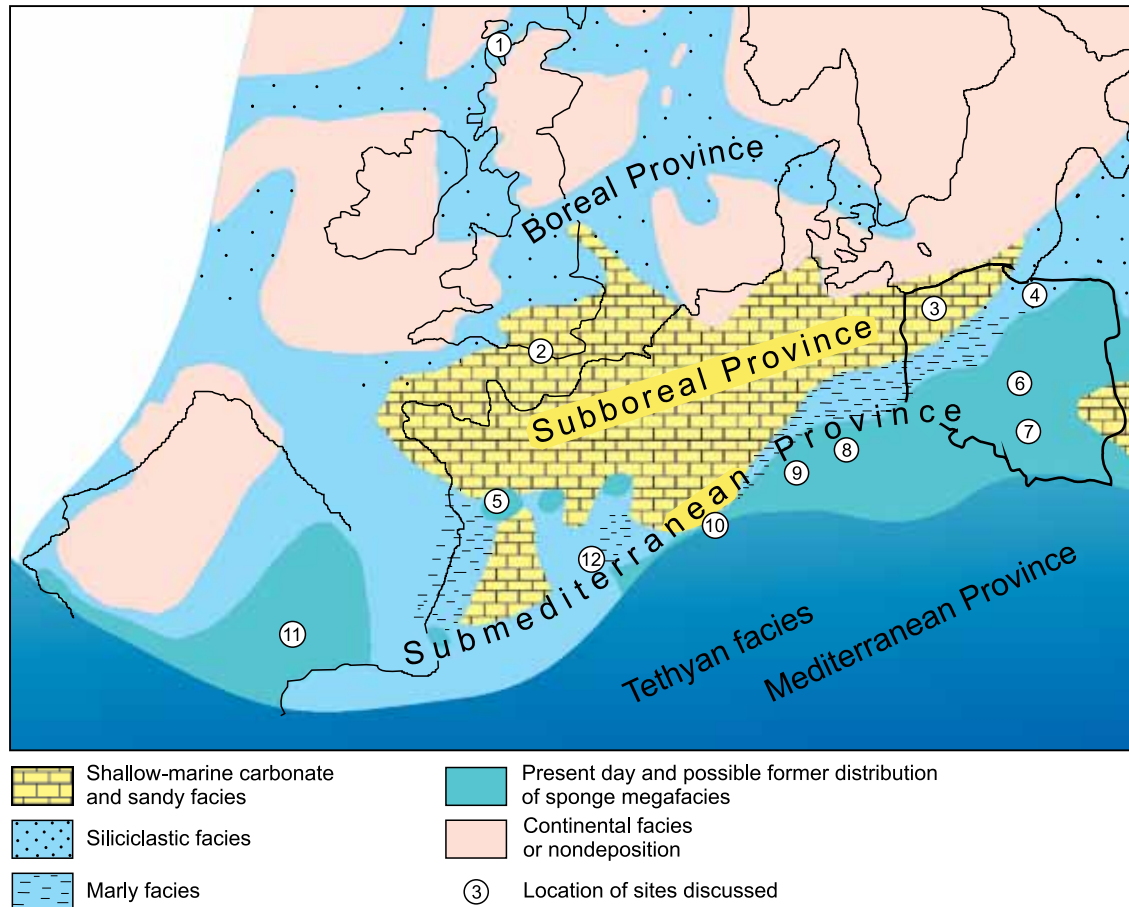 1
Boreal Province
4
3
2
Subboreal Province
6
7
8
9
5
10
12
Submediterranean Province
11
Tethyan facies
Mediterranean Province
Shallow-marine carbonate
and sandy facies
Siliciclastic facies
Marly facies
Present day and possible former distribution
of sponge megafacies
Continental facies
or nondeposition
3
Location of sites discussed